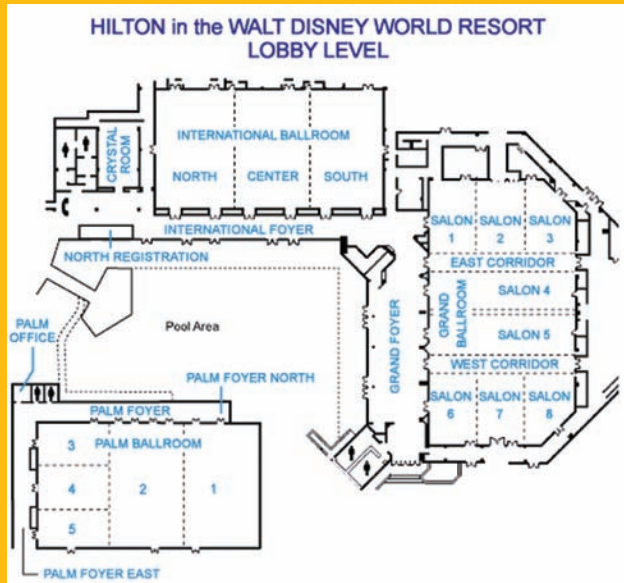 HILTON in the WALT DISNEY WORLD RESORT
LOBBY LEVEL
CRYSTAL
ROOM
INTERNATIONAL BALLROOM
NORTH
CENTER
SOUTH
INTERNATIONAL FOYER
NORTH REGISTRATION
SALON
1
SALON
2
SALON
3
EAST CORRIDOR
GRAND
BALLROOM
SALON 4
SALON 5
WEST CORRIDOR
SALON
6
SALON
7
SALON
8
GRAND FOYER
Pool Area
PALM
OFFICE
PALM FOYER NORTH
PALM FOYER
PALM BALLROOM
3
4
5
2
1
PALM FOYER EAST